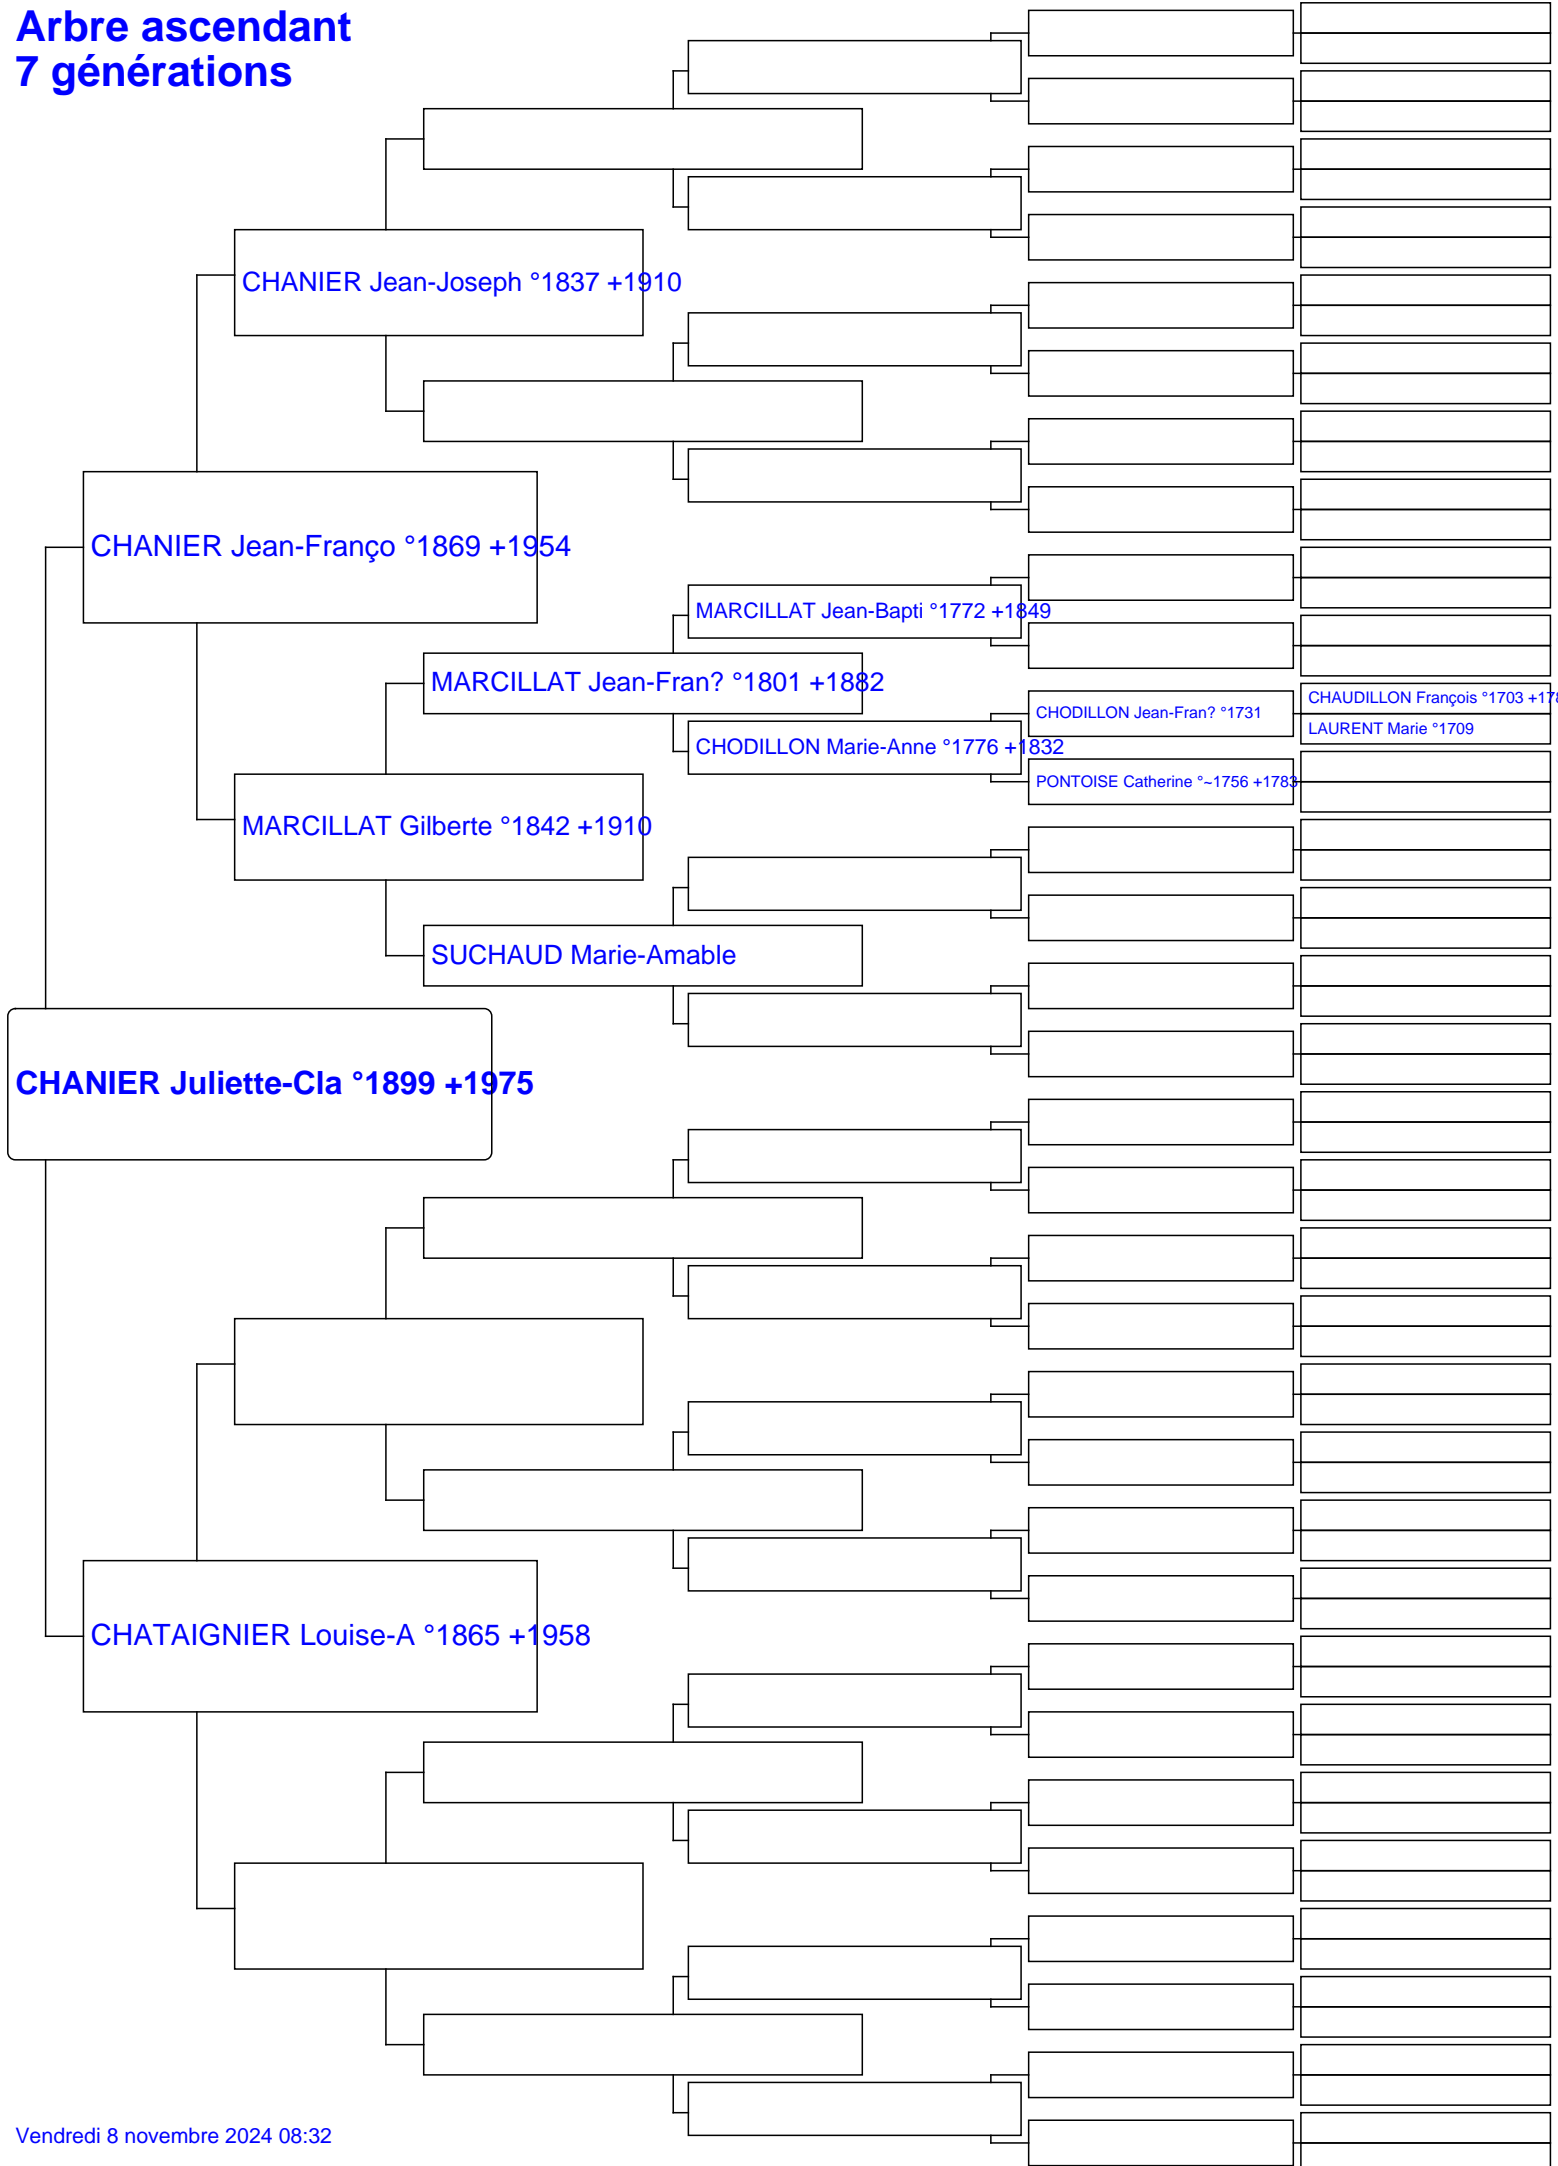 Arbre ascendant
7 générations
CHANIER Jean-Joseph °1837 +1910
CHANIER Jean-Franço °1869 +1954
MARCILLAT Jean-Bapti °1772 +1849
MARCILLAT Jean-Fran? °1801 +1882
CHAUDILLON François °1703 +178
CHODILLON Jean-Fran? °1731
LAURENT Marie °1709
CHODILLON Marie-Anne °1776 +1832
PONTOISE Catherine °~1756 +1783
MARCILLAT Gilberte °1842 +1910
SUCHAUD Marie-Amable
CHANIER Juliette-Cla °1899 +1975
CHATAIGNIER Louise-A °1865 +1958
Vendredi 8 novembre 2024 08:32